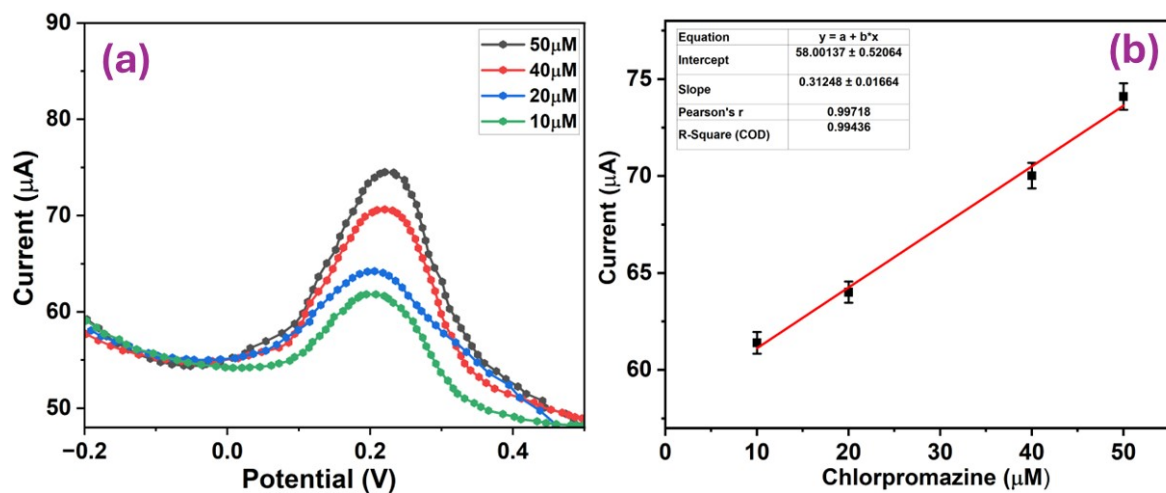 (a)
90
80
70
60
50
Current (μA)
−0.2
0.0
0.2
0.4
Potential (V)
50μM
40μM
20μM
10μM
(b)
Equation y = a + b*x
Intercept 58.00137 ± 0.52064
Slope 0.31248 ± 0.01664
Pearson's r 0.99718
R-Square (COD) 0.99436
75
70
65
60
Current (μA)
0
10
20
30
40
50
Chlorpromazine (μM)